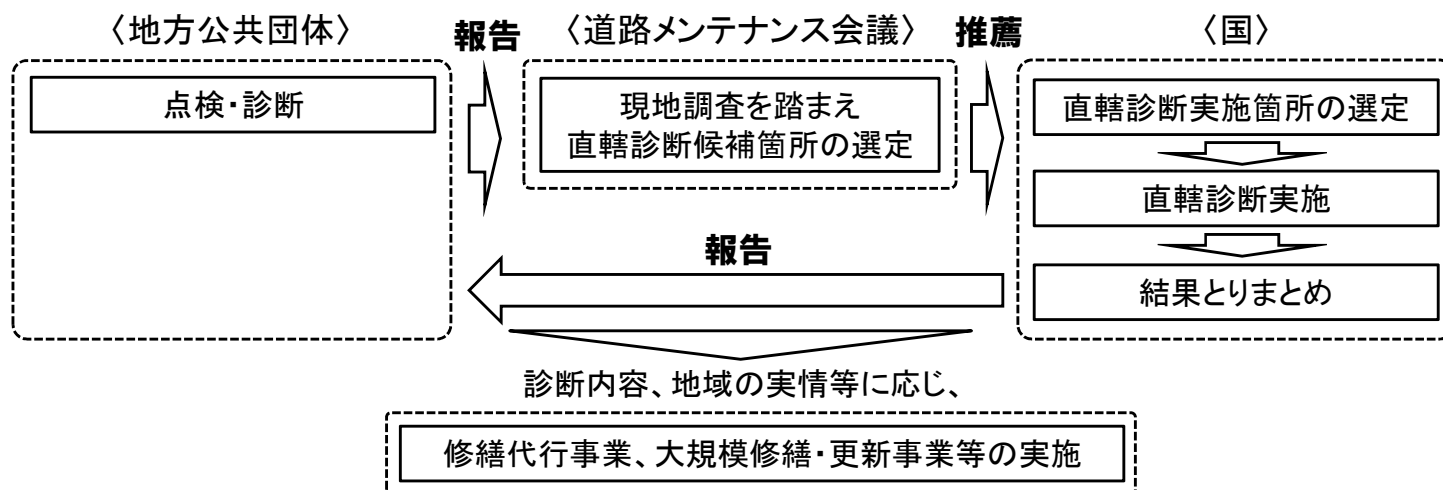 〈地方公共団体〉
報告
〈道路メンテナンス会議〉
推薦
〈国〉
点検・診断
現地調査を踏まえ
直轄診断候補箇所の選定
直轄診断実施箇所の選定
直轄診断実施
結果とりまとめ
報告
診断内容、地域の実情等に応じ、
修繕代行事業、大規模修繕・更新事業等の実施